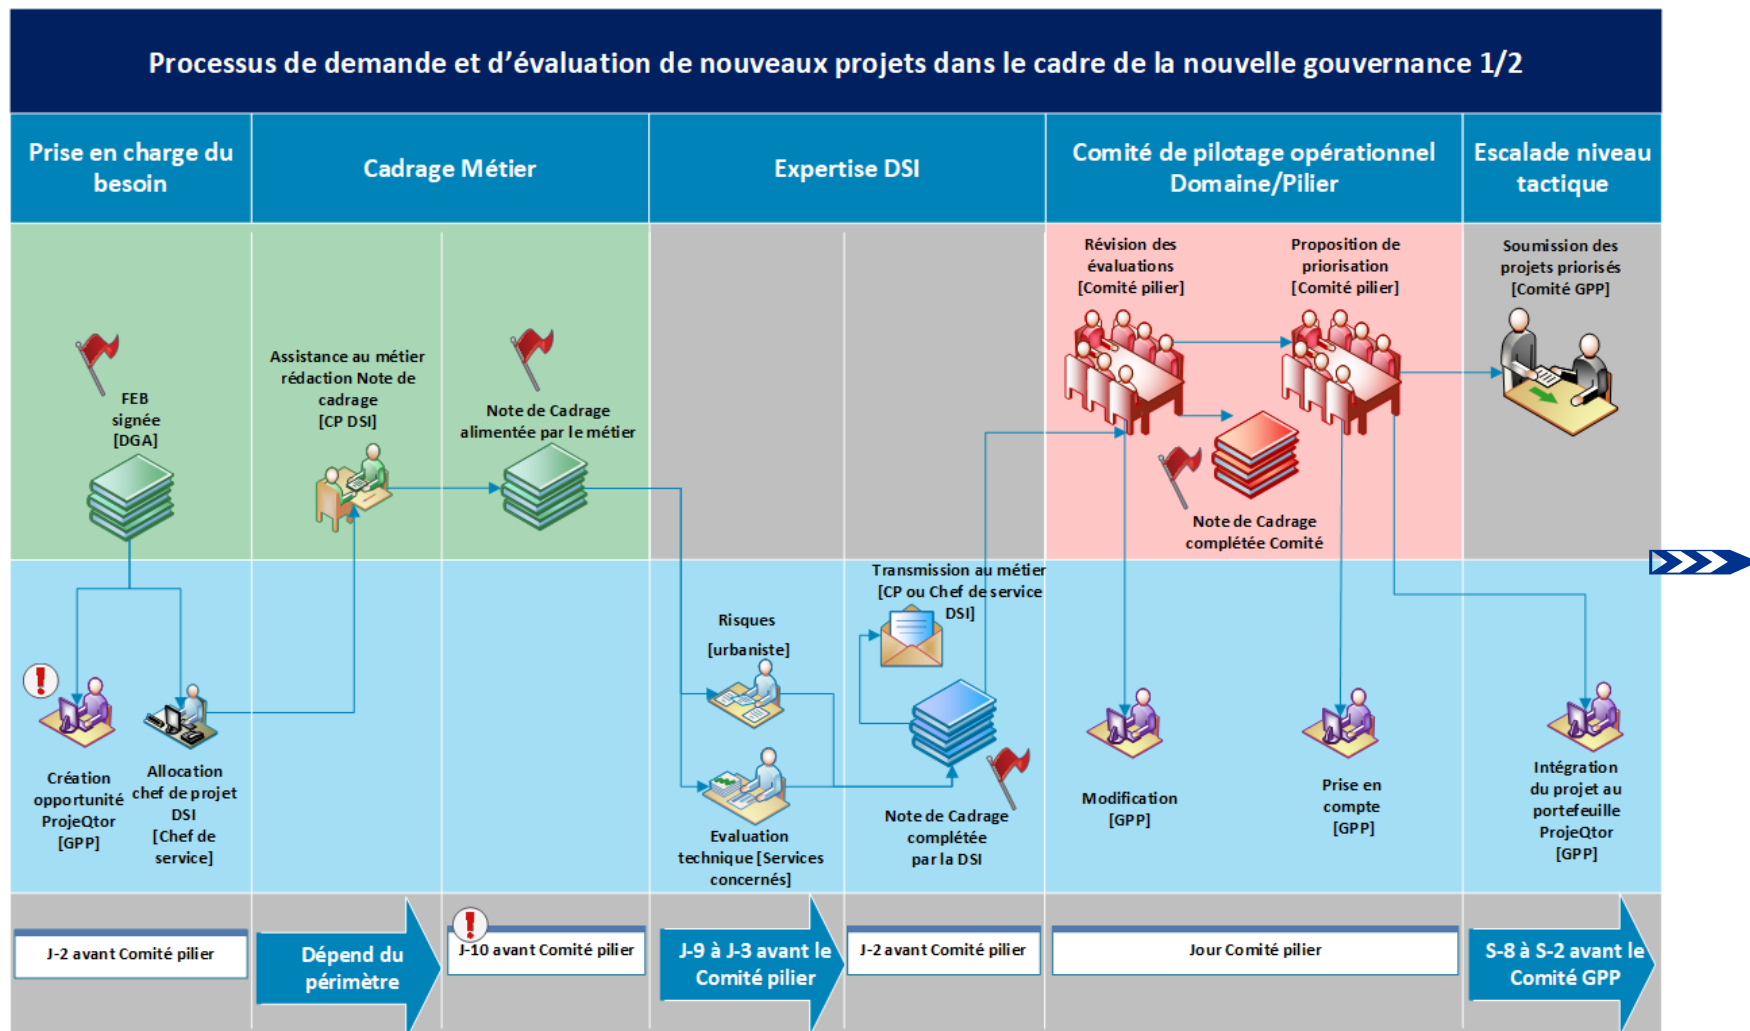 Processus de demande et d'évaluation de nouveaux projets dans le cadre de la nouvelle gouvernance 1/2
Prise en charge du
besoin
Cadrage Métier
Expertise DSI
Comité de pilotage opérationnel
Domaine/Pilier
Escalade niveau
tactique
FEB
signée
[DGA]
Assistance au métier
rédaction Note de
cadrage
[CP DSI]
Note de Cadrage
alimentée par le métier
Révision des
évaluations
[Comité pilier]
Proposition de
priorisation
[Comité pilier]
Note de Cadrage
complétée Comité
Soumission des
projets priorisés
[Comité GPP]
Création
opportunité
ProjeQtor
[GPP]
Allocation
chef de projet
DSI
[Chef de
service]
Risques
[urbaniste]
Evaluation
technique [Services
concernés]
Transmission au métier
[CP ou Chef de service
DSI]
Note de Cadrage
complétée
par la DSI
Modification
[GPP]
Prise en
compte
[GPP]
Intégration
du projet au
portefeuille
ProjeQtor
[GPP]
J-2 avant Comité pilier
Dépend du
périmètre
J-10 avant Comité pilier
J-9 à J-3 avant le
Comité pilier
J-2 avant Comité pilier
Jour Comité pilier
S-8 à S-2 avant le
Comité GPP